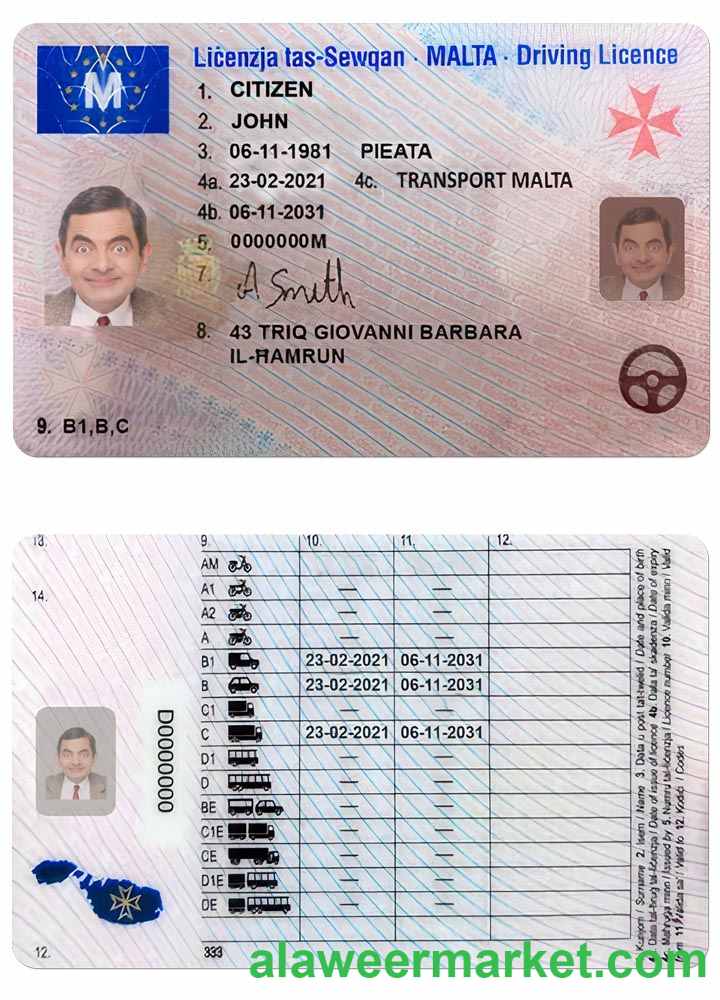 Liċenzja tas-Sewqan · MALTA · Driving Licence
M
1. CITIZEN
2. JOHN
3. 06-11-1981 PIEATA
4a. 23-02-2021 4c. TRANSPORT MALTA
4b. 06-11-2031
5. 0000000M
7. A Smith
8. 43 TRIQ GIOVANNI BARBARA
IL-ĦAMRUN
9. B1,B,C
13. 9. 10. 11. 12.
14.
AM
A1 — —
A2 — —
A — —
B1 23-02-2021 06-11-2031
B 23-02-2021 06-11-2031
C1
C 23-02-2021 06-11-2031
D1 — —
D — —
BE — —
C1E — —
CE — —
D1E — —
DE — —
D0000000
12. 333
Kunjom / Surname 2. Isem / Name 3. Data u post tat-twelid / Date and place of birth
Data tal-ħruġ tal-liċenzja / Date of issue of licence 4b. Data ta' skadenza / Date of expiry
Maħruġa minn / Issued by 5. Numru tal-liċenzja / Licence number 10. Valida minn / Valid
11. Valida sa' / Valid to 12. Kodiċi / Codes
alaweermarket.com